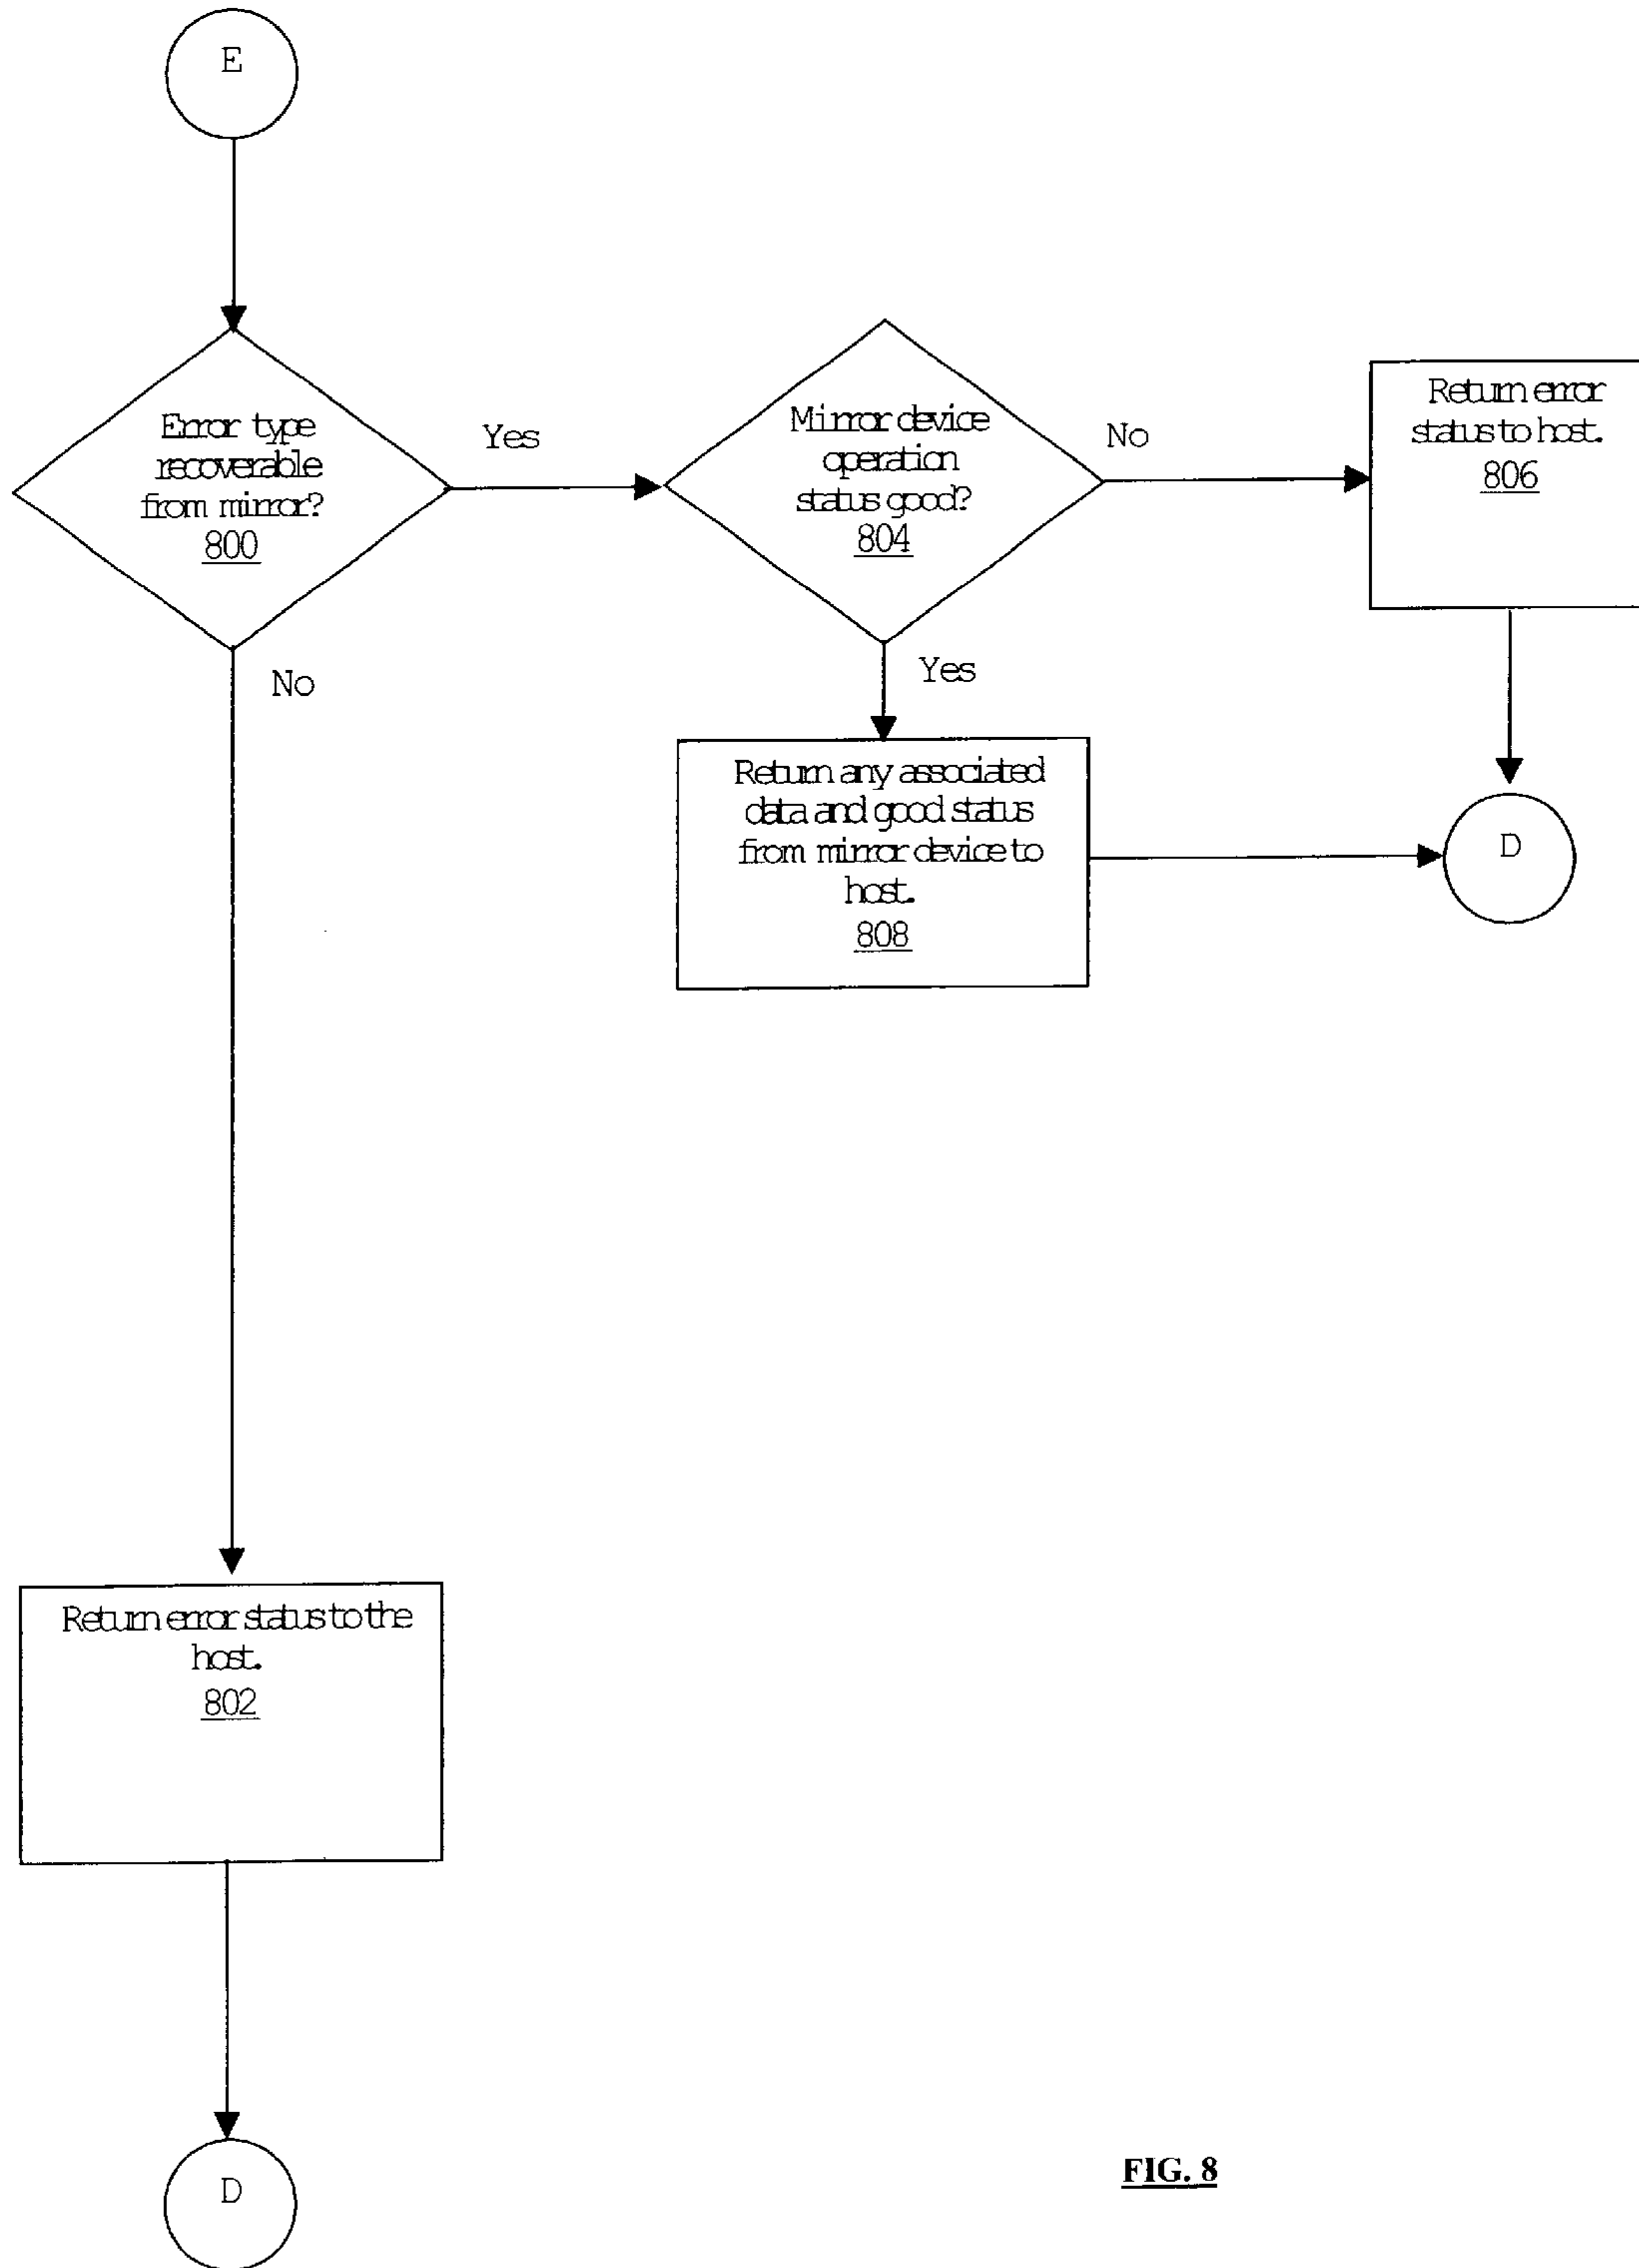 E
Error type
recoverable
from mirror?
800
Yes
Mirror device
operation
status good?
804
No
Return error
status to host.
806
No
Yes
Return any associated
data and good status
from mirror device to
host.
808
D
Return error status to the
host.
802
D
FIG. 8